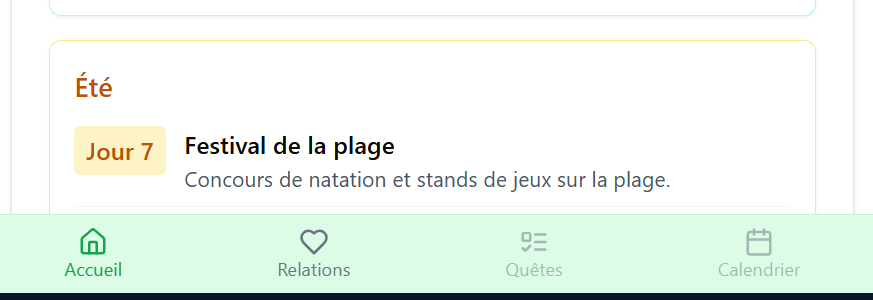 Été
Jour 7
Festival de la plage
Concours de natation et stands de jeux sur la plage.
Accueil
Relations
Quêtes
Calendrier